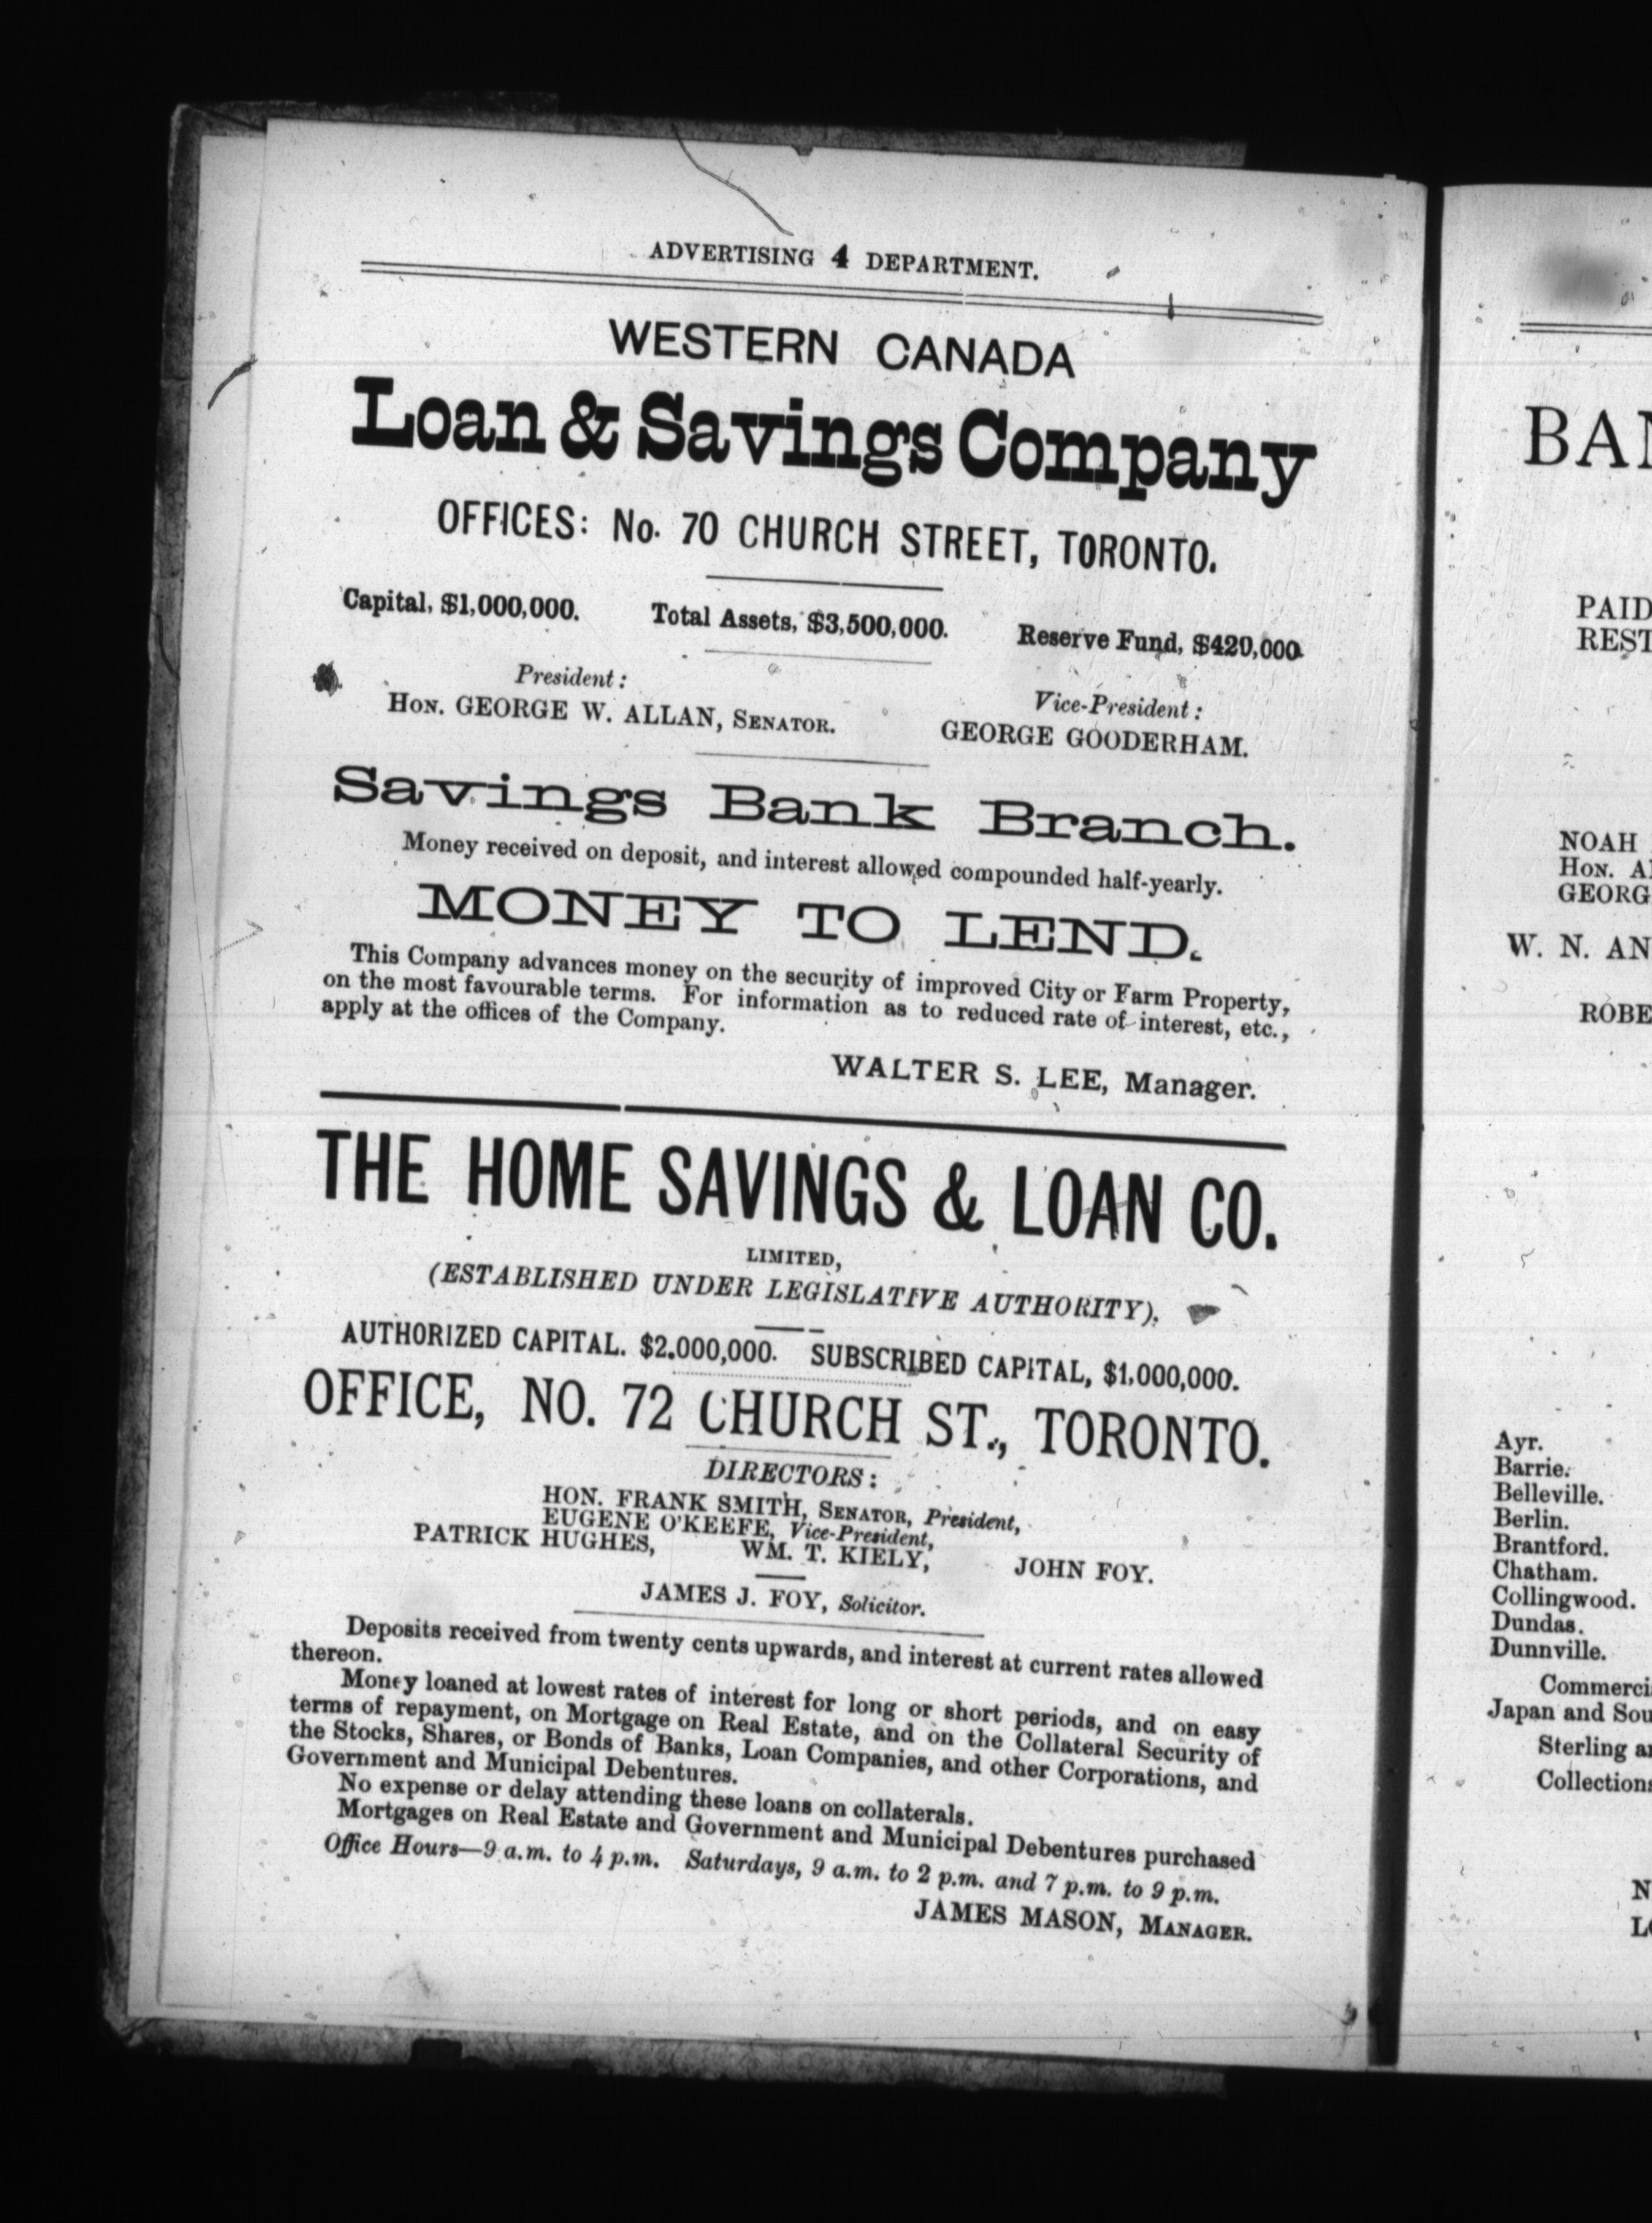 ADVERTISING 4 DEPARTMENT.
WESTERN CANADA
Loan & Savings Company
OFFICES: No. 70 CHURCH STREET, TORONTO.
Capital, $1,000,000. Total Assets, $3,500,000. Reserve Fund, $420,000.
President: Vice-President:
Hon. GEORGE W. ALLAN, Senator. GEORGE GOODERHAM.
Savings Bank Branch.
Money received on deposit, and interest allowed compounded half-yearly.
MONEY TO LEND.
This Company advances money on the security of improved City or Farm Property,
on the most favourable terms. For information as to reduced rate of interest, etc.,
apply at the offices of the Company.
WALTER S. LEE, Manager.
THE HOME SAVINGS & LOAN CO.
LIMITED,
(ESTABLISHED UNDER LEGISLATIVE AUTHORITY).
AUTHORIZED CAPITAL. $2,000,000. SUBSCRIBED CAPITAL, $1,000,000.
OFFICE, NO. 72 CHURCH ST., TORONTO.
DIRECTORS:
HON. FRANK SMITH, Senator, President,
EUGENE O'KEEFE, Vice-President,
PATRICK HUGHES, WM. T. KIELY, JOHN FOY.
JAMES J. FOY, Solicitor.
Deposits received from twenty cents upwards, and interest at current rates allowed
thereon.
Money loaned at lowest rates of interest for long or short periods, and on easy
terms of repayment, on Mortgage on Real Estate, and on the Collateral Security of
the Stocks, Shares, or Bonds of Banks, Loan Companies, and other Corporations, and
Government and Municipal Debentures.
No expense or delay attending these loans on collaterals.
Mortgages on Real Estate and Government and Municipal Debentures purchased
Office Hours—9 a.m. to 4 p.m. Saturdays, 9 a.m. to 2 p.m. and 7 p.m. to 9 p.m.
JAMES MASON, Manager.
PAID
REST
NOAH
Hon.
W. N.
Ayr.
Barrie.
Belleville.
Berlin.
Brantford.
Chatham.
Collingwood.
Dundas.
Dunnville.
Japan and
Sterling